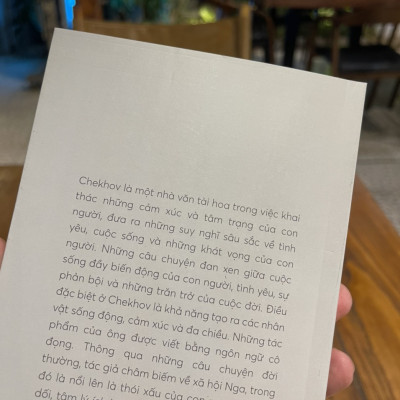 Chekhov là một nhà văn tài hoa trong việc khai
thác những cảm xúc và tâm trạng của con
người, đưa ra những suy nghĩ sâu sắc về tình
yêu, cuộc sống và những khát vọng của con
người. Những câu chuyện đan xen giữa cuộc
sống đầy biến động của con người, tình yêu, sự
phản bội và những trăn trở của cuộc đời. Điều
đặc biệt ở Chekhov là khả năng tạo ra các nhân
vật sống động, cảm xúc và đa chiều. Những tác
phẩm của ông được viết bằng ngôn ngữ cô
đọng. Thông qua những câu chuyện đời
thường, tác giả châm biếm về xã hội Nga, trong
đó là nổi lên là thói xấu của con
dối, tâm lý